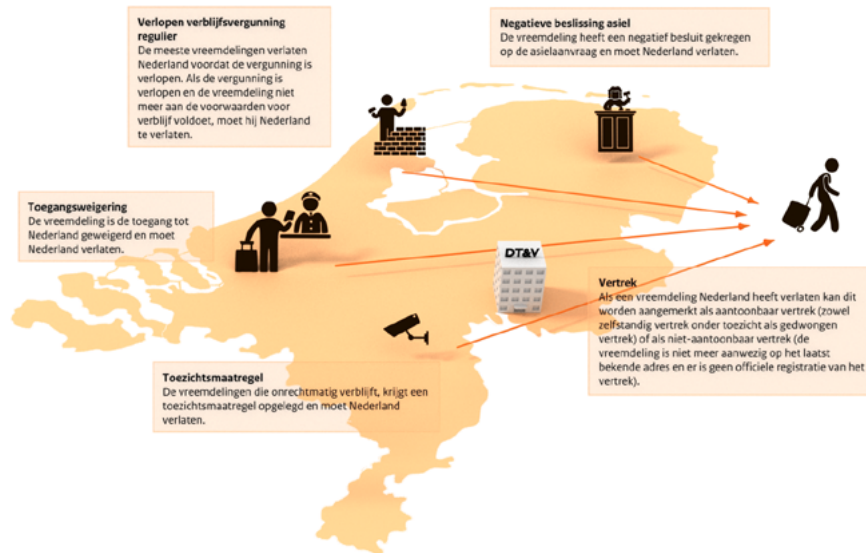 Verlopen verblijfsvergunning
regulier
De meeste vreemdelingen verlaten
Nederland voordat de vergunning is
verlopen. Als de vergunning is
verlopen en de vreemdeling niet
meer aan de voorwaarden voor
verblijf voldoet, moet hij Nederland
te verlaten.
Negatieve beslissing asiel
De vreemdeling heeft een negatief besluit gekregen
op de asielaanvraag en moet Nederland verlaten.
Toegangsweigering
De vreemdeling is de toegang tot
Nederland geweigerd en moet
Nederland verlaten.
DT&V
Vertrek
Als een vreemdeling Nederland heeft verlaten kan dit
worden aangemerkt als aantoonbaar vertrek (zowel
zelfstandig vertrek onder toezicht als gedwongen
vertrek) of als niet-aantoonbaar vertrek (de
vreemdeling is niet meer aanwezig op het laatst
bekende adres en er is geen officiele registratie van het
vertrek).
Toezichtsmaatregel
De vreemdelingen die onrechtmatig verblijft, krijgt een
toezichtsmaatregel opgelegd en moet Nederland
verlaten.